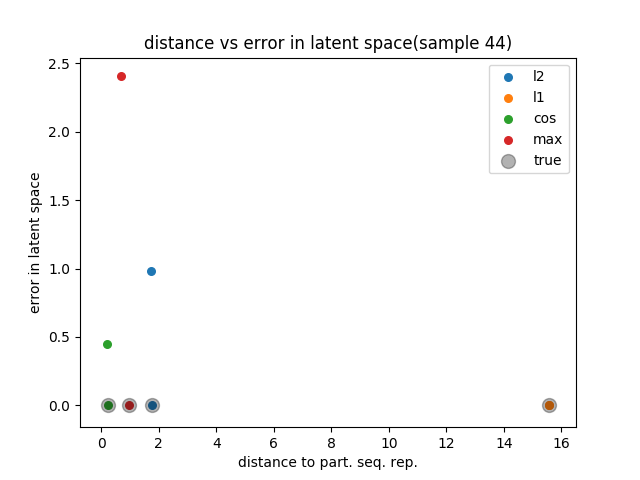 distance vs error in latent space(sample 44)
error in latent space
2.5
2.0
1.5
1.0
0.5
0.0
l2
l1
cos
max
true
0 2 4 6 8 10 12 14 16
distance to part. seq. rep.